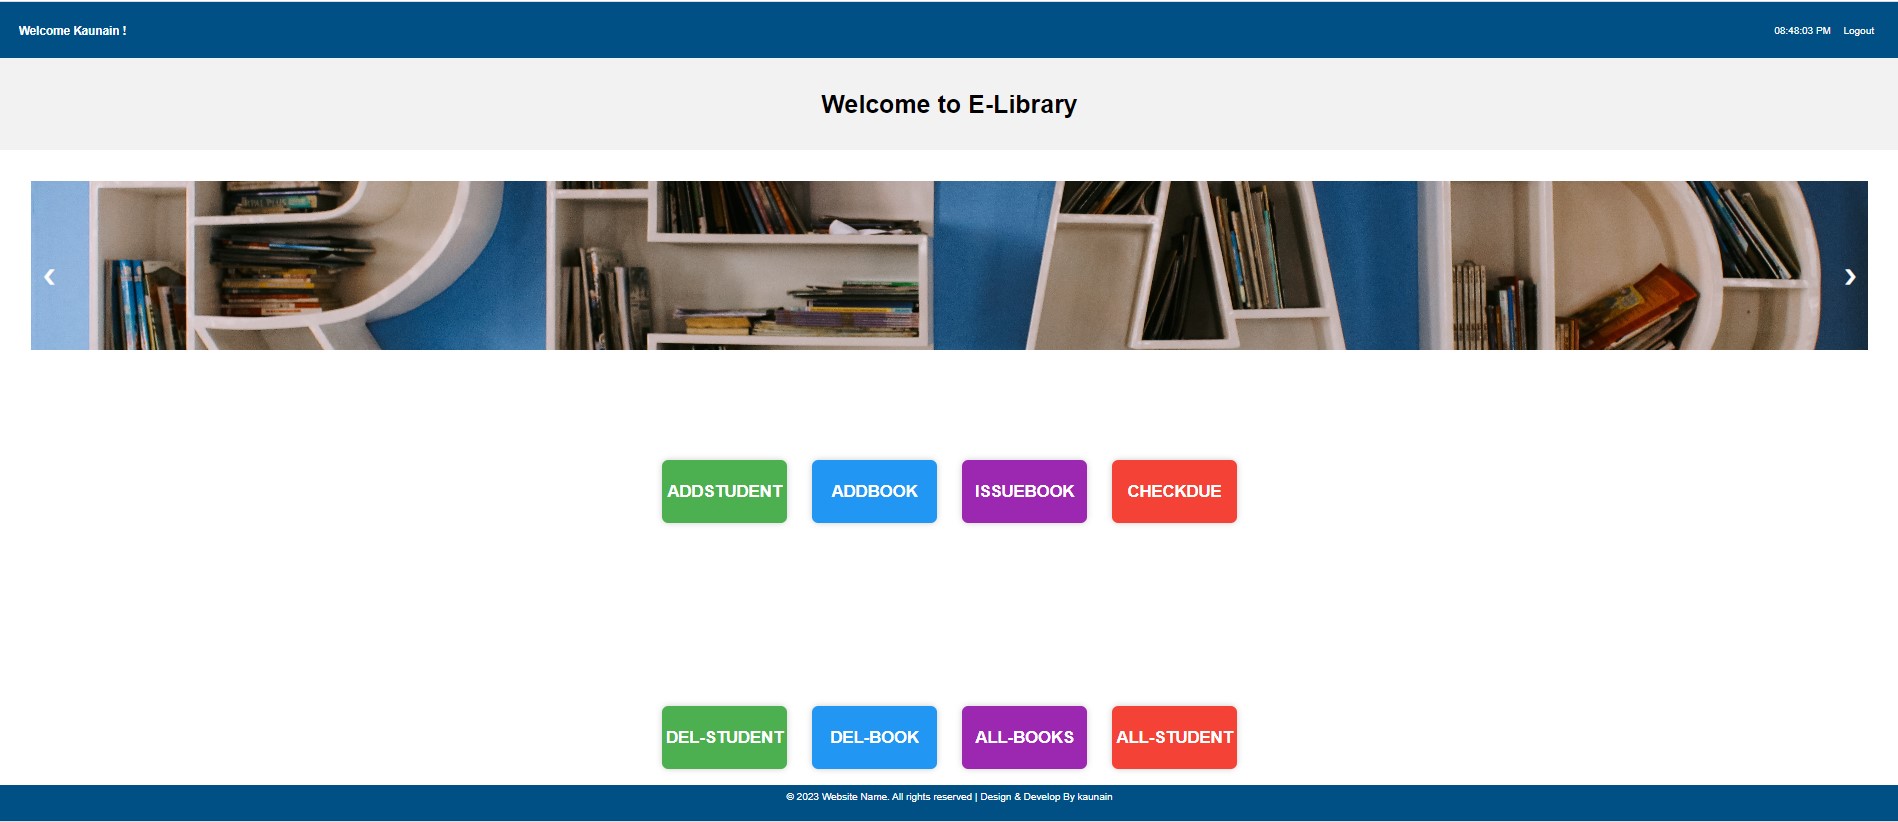 Welcome Kaunain !
08:48:03 PM Logout
Welcome to E-Library
❮
❯
ADDSTUDENT
ADDBOOK
ISSUEBOOK
CHECKDUE
DEL-STUDENT
DEL-BOOK
ALL-BOOKS
ALL-STUDENT
© 2023 Website Name. All rights reserved | Design & Develop By kaunain